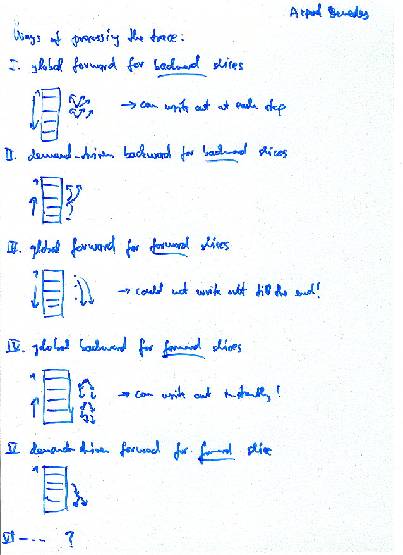 Arpad Beszedes
Ways of processing the trace:
I. global forward for backward slices
→ can write out at each step
II. demand-driven backward for backward slices
III. global forward for forward slices
→ could not write out till the end!
IV. global backward for forward slices
→ can write out instantly!
V. demand-driven forward for forward slice
VI --- ?